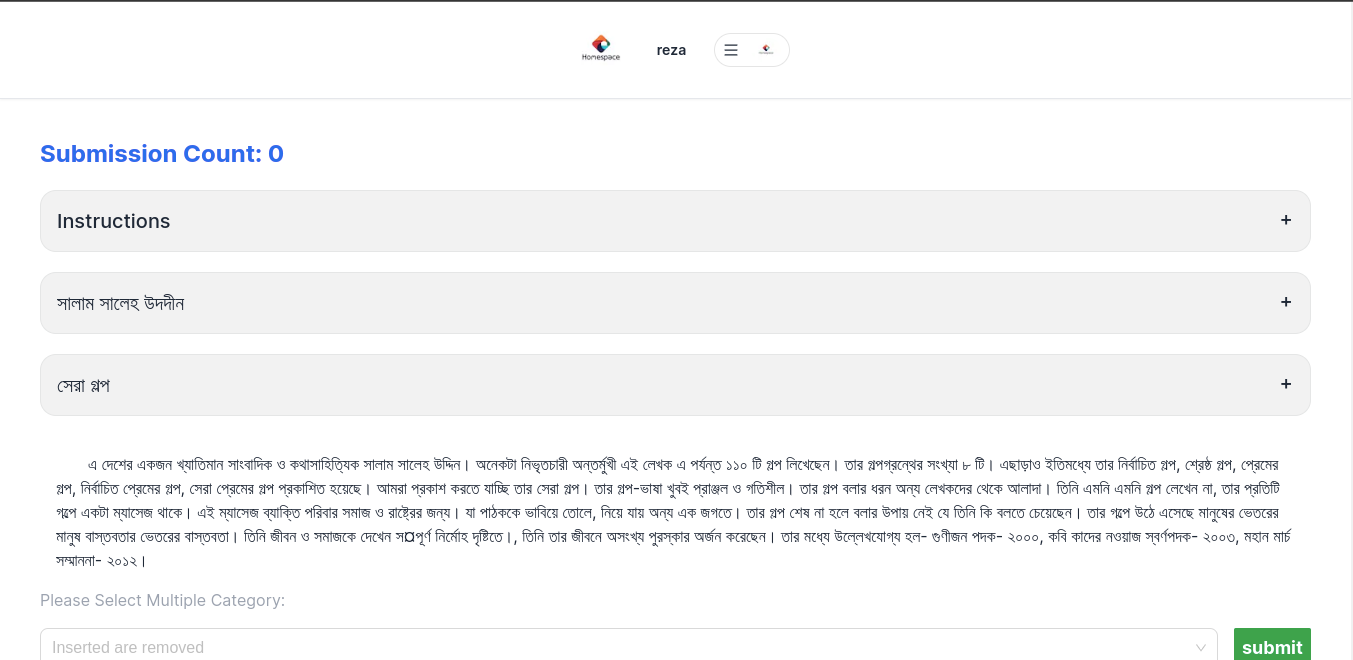 Homespace
reza
Submission Count: 0
Instructions
+
সালাম সালেহ উদদীন
+
সেরা গল্প
+
এ দেশের একজন খ্যাতিমান সাংবাদিক ও কথাসাহিত্যিক সালাম সালেহ উদ্দিন। অনেকটা নিভৃতচারী অন্তর্মুখী এই লেখক এ পর্যন্ত ১১০ টি গল্প লিখেছেন। তার গল্পগ্রন্থের সংখ্যা ৮ টি। এছাড়াও ইতিমধ্যে তার নির্বাচিত গল্প, শ্রেষ্ঠ গল্প, প্রেমের
গল্প, নির্বাচিত প্রেমের গল্প, সেরা প্রেমের গল্প প্রকাশিত হয়েছে। আমরা প্রকাশ করতে যাচ্ছি তার সেরা গল্প। তার গল্প-ভাষা খুবই প্রাঞ্জল ও গতিশীল। তার গল্প বলার ধরন অন্য লেখকদের থেকে আলাদা। তিনি এমনি এমনি গল্প লেখেন না, তার প্রতিটি
গল্পে একটা ম্যাসেজ থাকে। এই ম্যাসেজ ব্যাক্তি পরিবার সমাজ ও রাষ্ট্রের জন্য। যা পাঠককে ভাবিয়ে তোলে, নিয়ে যায় অন্য এক জগতে। তার গল্প শেষ না হলে বলার উপায় নেই যে তিনি কি বলতে চেয়েছেন। তার গল্পে উঠে এসেছে মানুষের ভেতরের
মানুষ বাস্তবতার ভেতরের বাস্তবতা। তিনি জীবন ও সমাজকে দেখেন স¤পূর্ণ নির্মোহ দৃষ্টিতে।, তিনি তার জীবনে অসংখ্য পুরস্কার অর্জন করেছেন। তার মধ্যে উল্লেখযোগ্য হল- গুণীজন পদক- ২০০০, কবি কাদের নওয়াজ স্বর্ণপদক- ২০০৩, মহান মার্চ
সম্মাননা- ২০১২।
Please Select Multiple Category:
Inserted are removed
submit